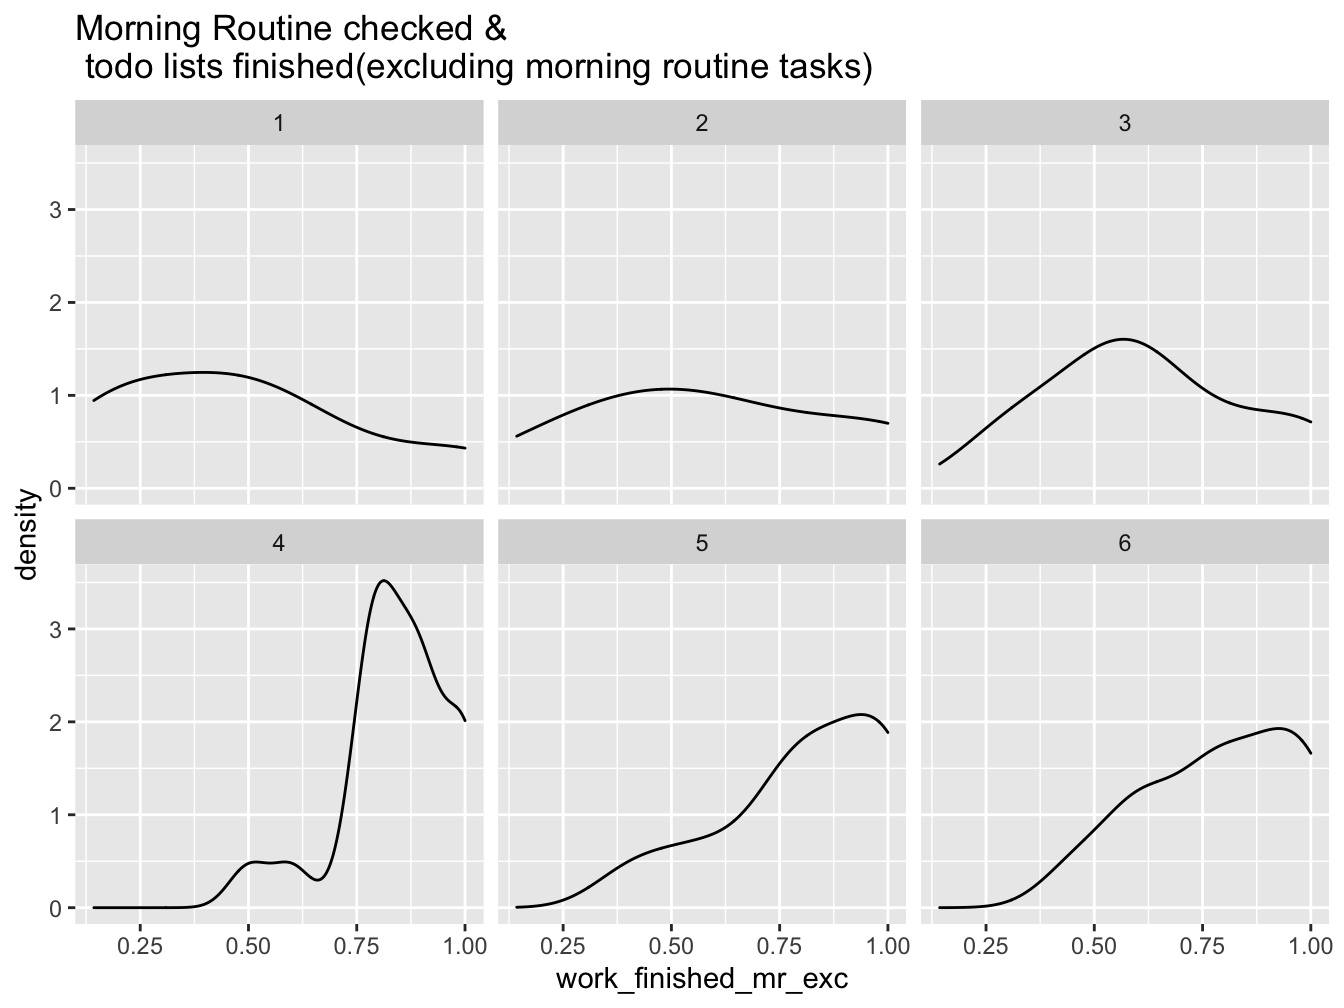 Morning Routine checked &
todo lists finished(excluding morning routine tasks)
1
2
3
3
2
1
0
density
4
5
6
3
2
1
0
0.25 0.50 0.75 1.00
0.25 0.50 0.75 1.00
0.25 0.50 0.75 1.00
work_finished_mr_exc